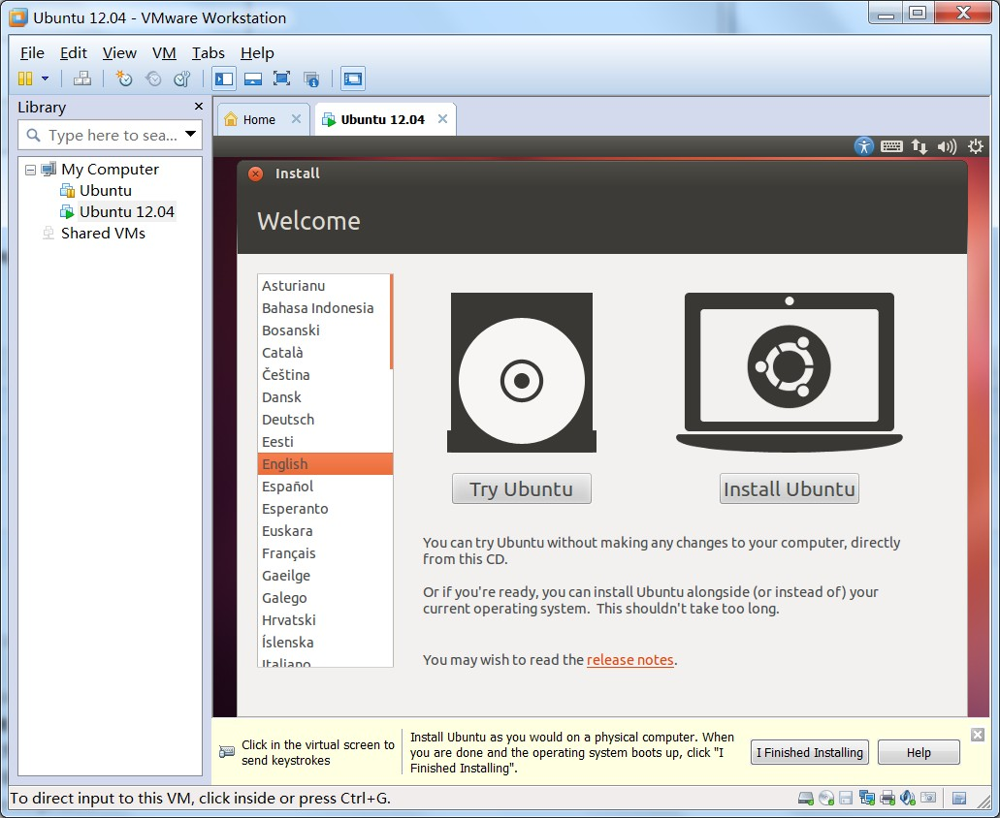 Ubuntu 12.04 - VMware Workstation
File Edit View VM Tabs Help
Library
Type here to sea...
My Computer
Ubuntu
Ubuntu 12.04
Shared VMs
Home
Ubuntu 12.04
Install
Welcome
Asturianu
Bahasa Indonesia
Bosanski
Català
Čeština
Dansk
Deutsch
Eesti
English
Español
Esperanto
Euskara
Français
Gaeilge
Galego
Hrvatski
Íslenska
Italiano
Try Ubuntu
Install Ubuntu
You can try Ubuntu without making any changes to your computer, directly
from this CD.
Or if you're ready, you can install Ubuntu alongside (or instead of) your
current operating system. This shouldn't take too long.
You may wish to read the release notes.
Click in the virtual screen to
send keystrokes
Install Ubuntu as you would on a physical computer. When
you are done and the operating system boots up, click "I
Finished Installing".
I Finished Installing
Help
To direct input to this VM, click inside or press Ctrl+G.